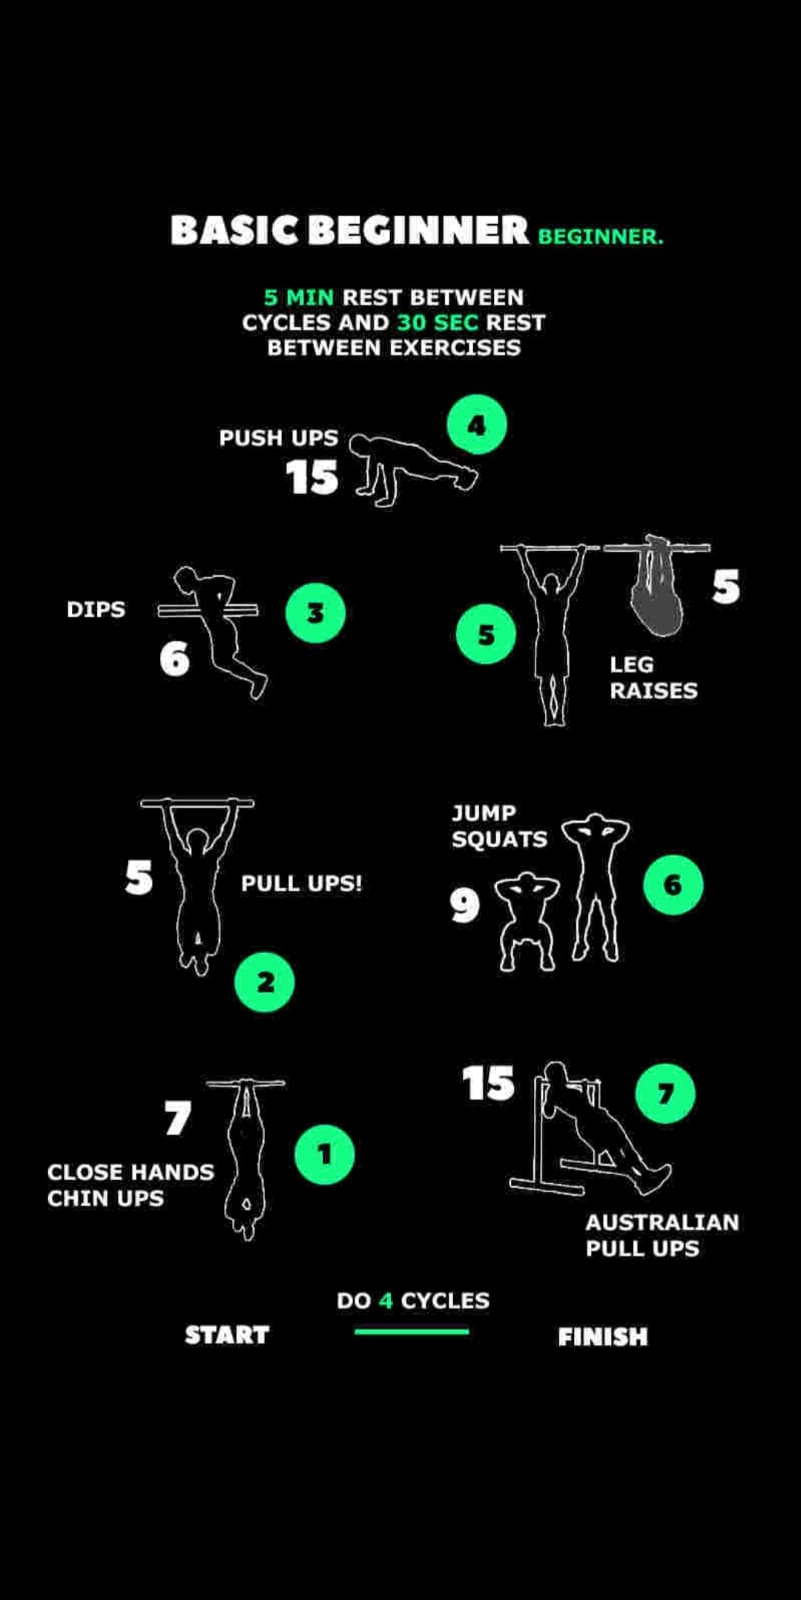 BASIC BEGINNER BEGINNER.
5 MIN REST BETWEEN
CYCLES AND 30 SEC REST
BETWEEN EXERCISES
4
PUSH UPS
15
DIPS
3
6
5
5
LEG
RAISES
JUMP
SQUATS
5
PULL UPS!
9
6
2
7
CLOSE HANDS
CHIN UPS
1
15
7
AUSTRALIAN
PULL UPS
DO 4 CYCLES
START
FINISH